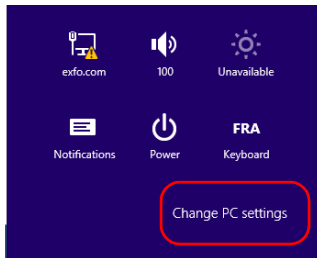 exfo.com 100 Unavailable
FRA
Notifications Power Keyboard
Change PC settings